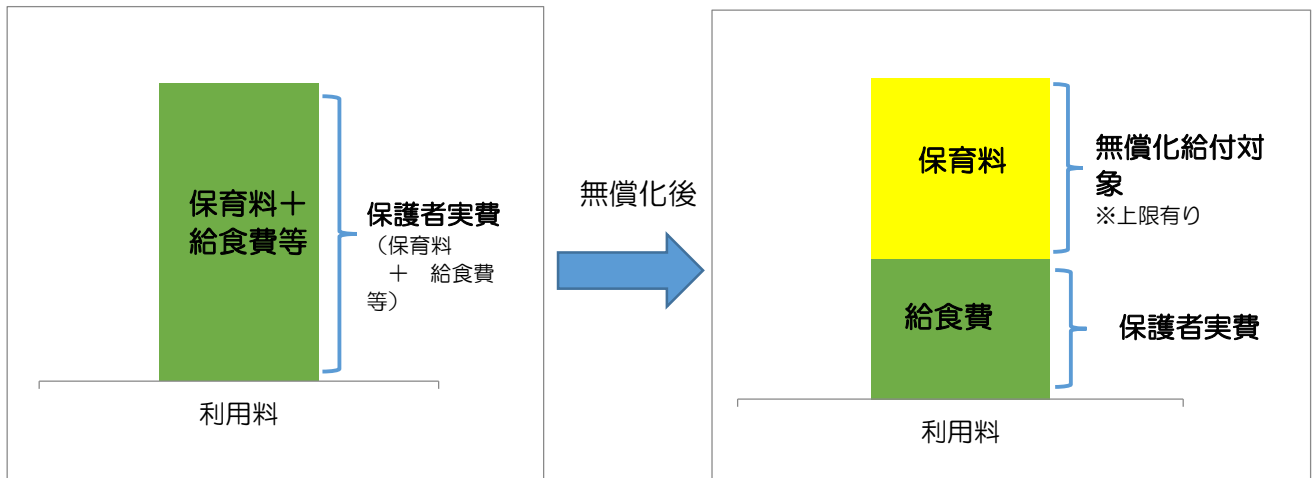 保育料＋
給食費等
保護者実費
（保育料
＋　給食費
等）
利用料
無償化後
保育料
無償化給付対
象
※上限有り
給食費
保護者実費
利用料